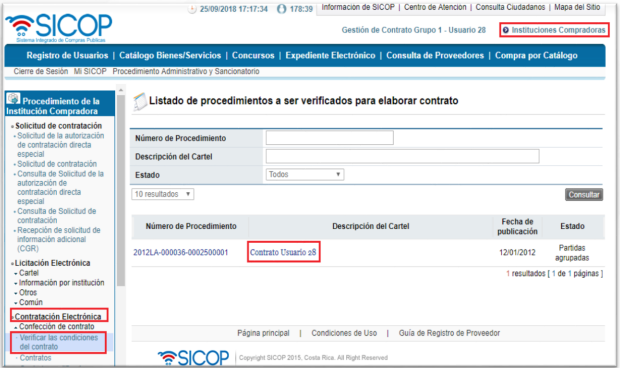 25/09/2018 17:17:34 178:39 Información de SICOP | Centro de Atención | Consulta Ciudadanos | Mapa del Sitio
SICOP
Sistema Integrado de Compras Públicas
Gestión de Contrato Grupo 1 - Usuario 28 Instituciones Compradoras
Registro de Usuarios | Catálogo Bienes/Servicios | Concursos | Expediente Electrónico | Consulta de Proveedores | Compra por Catálogo
Cierre de Sesión Mi SICOP Procedimiento Administrativo y Sancionatorio
Procedimiento de la
Institución Compradora
Solicitud de contratación
Solicitud de la autorización
de contratación directa
especial
Solicitud de contratación
Consulta de Solicitud de la
autorización de
contratación directa
especial
Consulta de Solicitud de
contratación
Recepción de solicitud de
información adicional
(CGR)
Licitación Electrónica
Cartel
Información por institución
Otros
Común
Contratación Electrónica
Confección de contrato
Verificar las condiciones
del contrato
Contratos
Listado de procedimientos a ser verificados para elaborar contrato
Número de Procedimiento
Descripción del Cartel
Estado Todos
10 resultados Consultar
Número de Procedimiento Descripción del Cartel Fecha de publicación Estado
2012LA-000036-0002500001 Contrato Usuario 28 12/01/2012 Partidas agrupadas
1 resultados [ 1 de 1 páginas ]
Página principal | Condiciones de Uso | Guía de Registro de Proveedor
SICOP Copyright SICOP 2015, Costa Rica. All Right Reserved